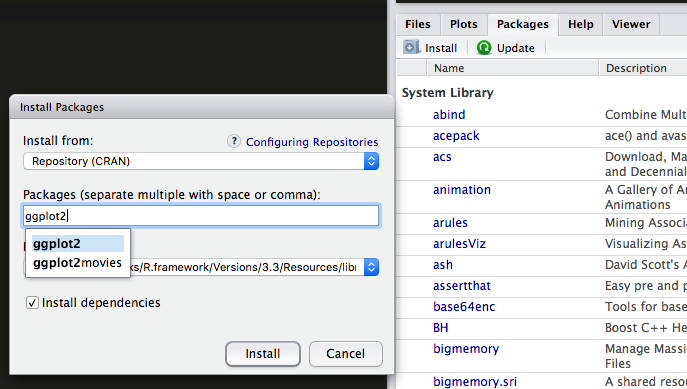 Files Plots Packages Help Viewer
Install Update
Name Description
System Library
abind Combine Mult
acepack ace() and avas
acs Download, Ma
and Decennial
animation A Gallery of An
Animations
arules Mining Associa
arulesViz Visualizing As
ash David Scott's A
assertthat Easy pre and p
base64enc Tools for base
BH Boost C++ He
bigmemory Manage Massi
Files
bigmemory.sri A shared resou
Install Packages
Install from: ? Configuring Repositories
Repository (CRAN)
Packages (separate multiple with space or comma):
ggplot2
ggplot2
ggplot2movies
ks/R.framework/Versions/3.3/Resources/libr
Install dependencies
Install Cancel